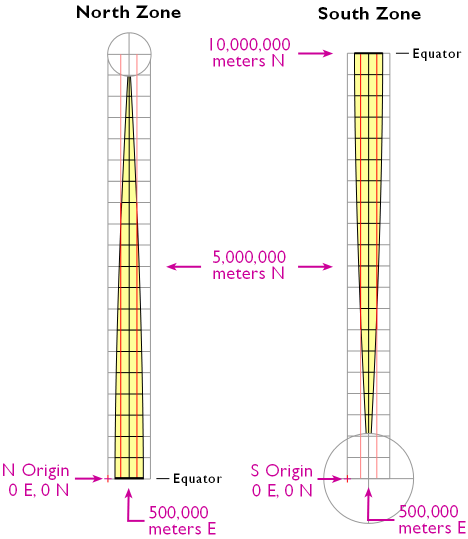 North Zone
South Zone
10,000,000
meters N
Equator
5,000,000
meters N
N Origin
0 E, 0 N
Equator
S Origin
0 E, 0 N
500,000
meters E
500,000
meters E